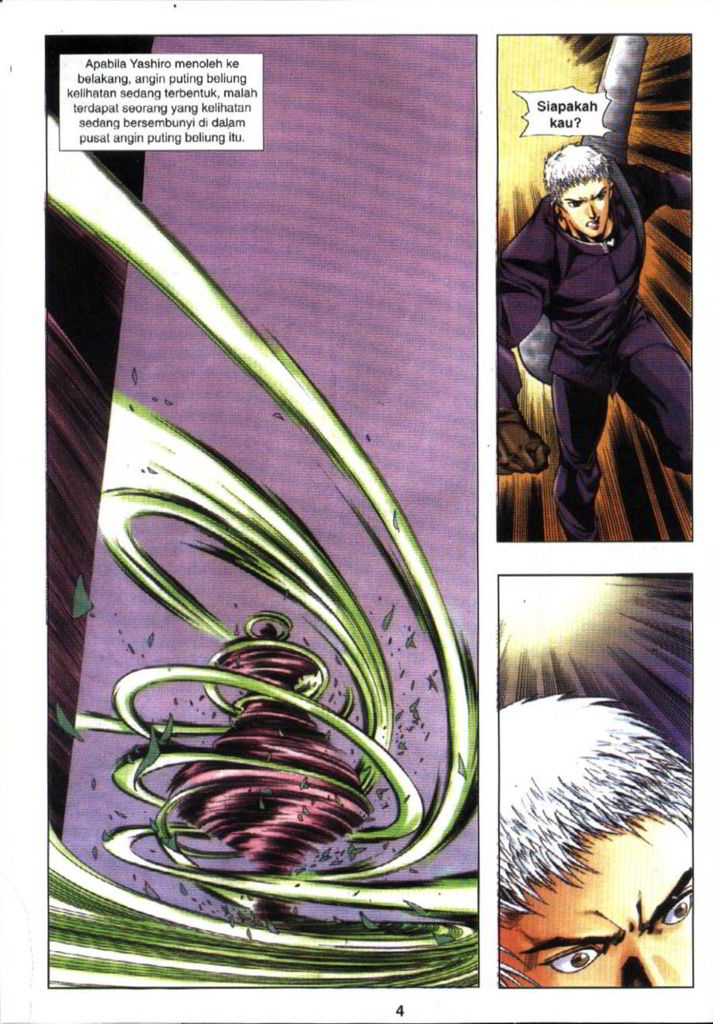 Apabila Yashiro menoleh ke
belakang, angin puting beliung
kelihatan sedang terbentuk, malah
terdapat seorang yang kelihatan
sedang bersembunyi di dalam
pusat angin puting beliung itu.
Siapakah
kau?
4